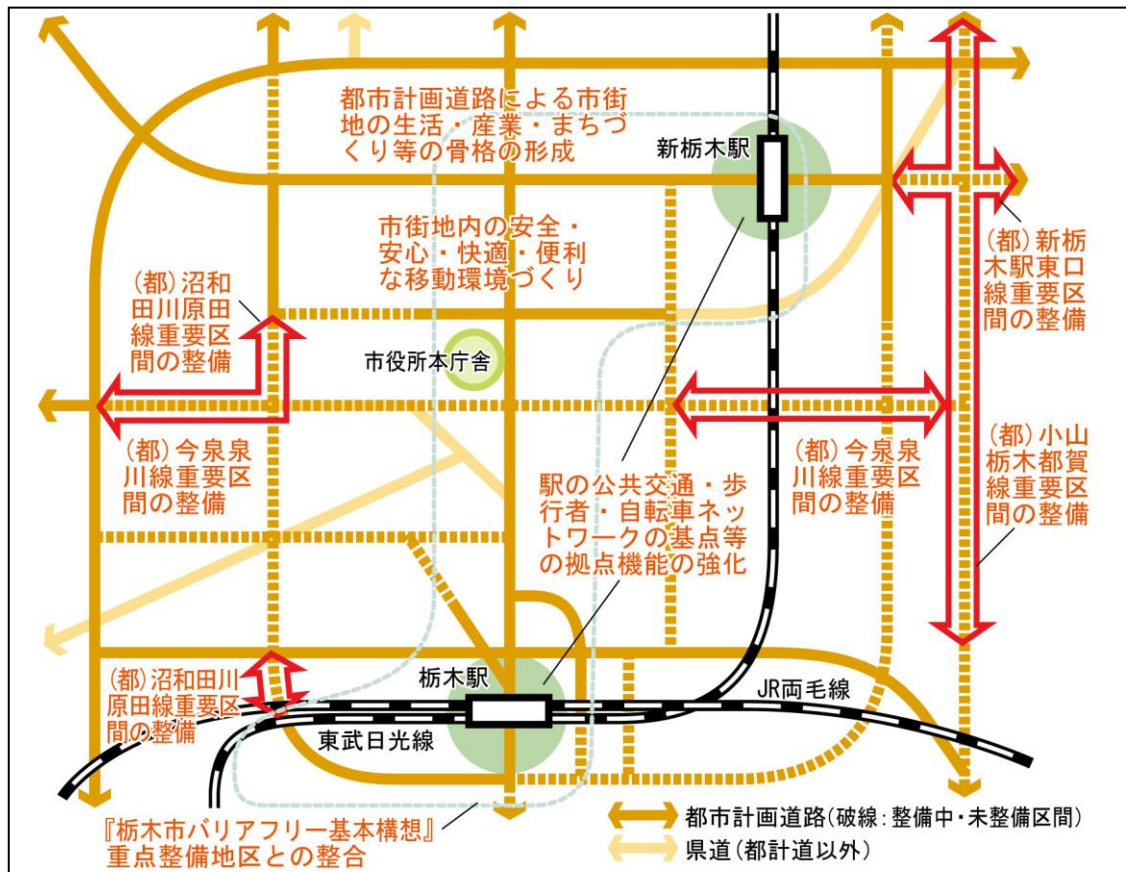 都市計画道路による市街
地の生活・産業・まちづ
くり等の骨格の形成
新栃木駅
市街地内の安全・
安心・快適・便利
な移動環境づくり
(都)新栃
木駅東口
線重要区
間の整備
(都)沼和
田川原田
線重要区
間の整備
市役所本庁舎
(都)今泉泉
川線重要区
間の整備
駅の公共交通・歩
行者・自転車ネッ
トワークの基点等
の拠点機能の強化
(都)今泉泉
川線重要区
間の整備
(都)小山
栃木都賀
線重要区
間の整備
(都)沼和田川
原田線重要区
間の整備
栃木駅
JR両毛線
東武日光線
『栃木市バリアフリー基本構想』
重点整備地区との整合
都市計画道路(破線:整備中・未整備区間)
県道(都計道以外)